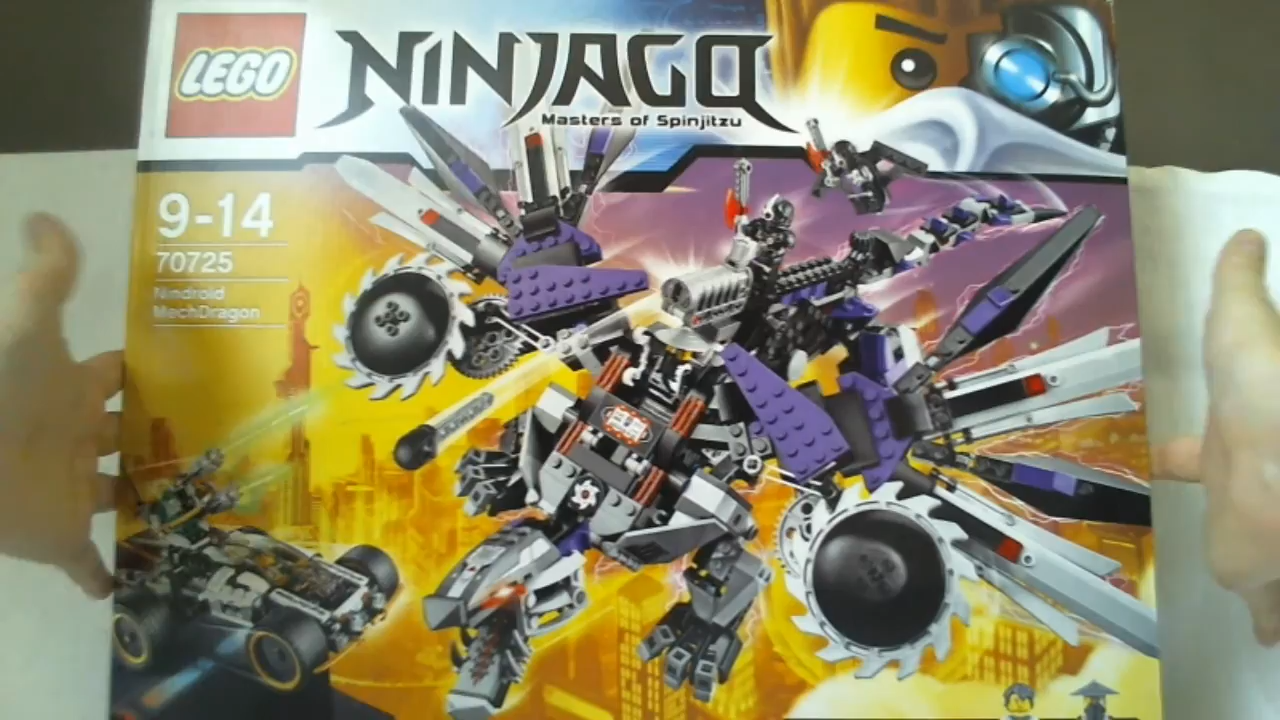 LEGO
NINJAGO
Masters of Spinjitzu
9-14
70725
Nindroid
MechDragon